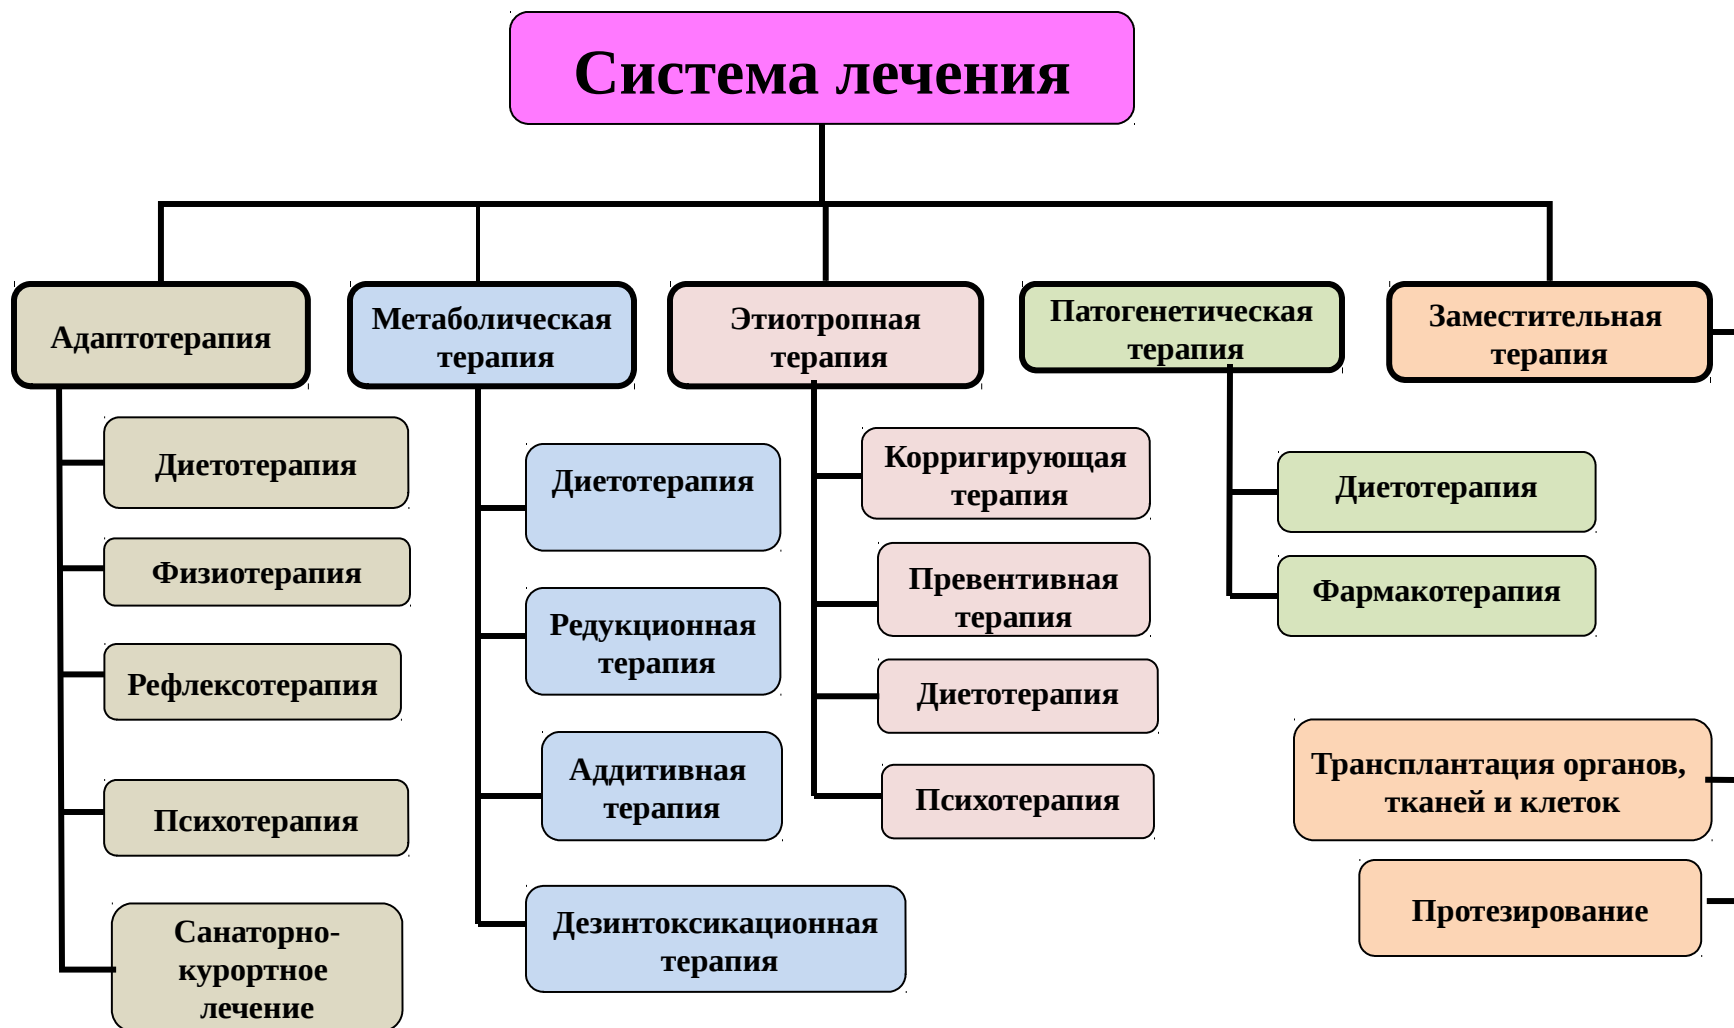 Система лечения
Адаптотерапия
Диетотерапия
Физиотерапия
Рефлексотерапия
Психотерапия
Санаторно-
курортное
лечение
Метаболическая
терапия
Диетотерапия
Редукционная
терапия
Аддитивная
терапия
Дезинтоксикационная
терапия
Этиотропная
терапия
Корригирующая
терапия
Превентивная
терапия
Диетотерапия
Психотерапия
Патогенетическая
терапия
Диетотерапия
Фармакотерапия
Заместительная
терапия
Трансплантация органов,
тканей и клеток
Протезирование